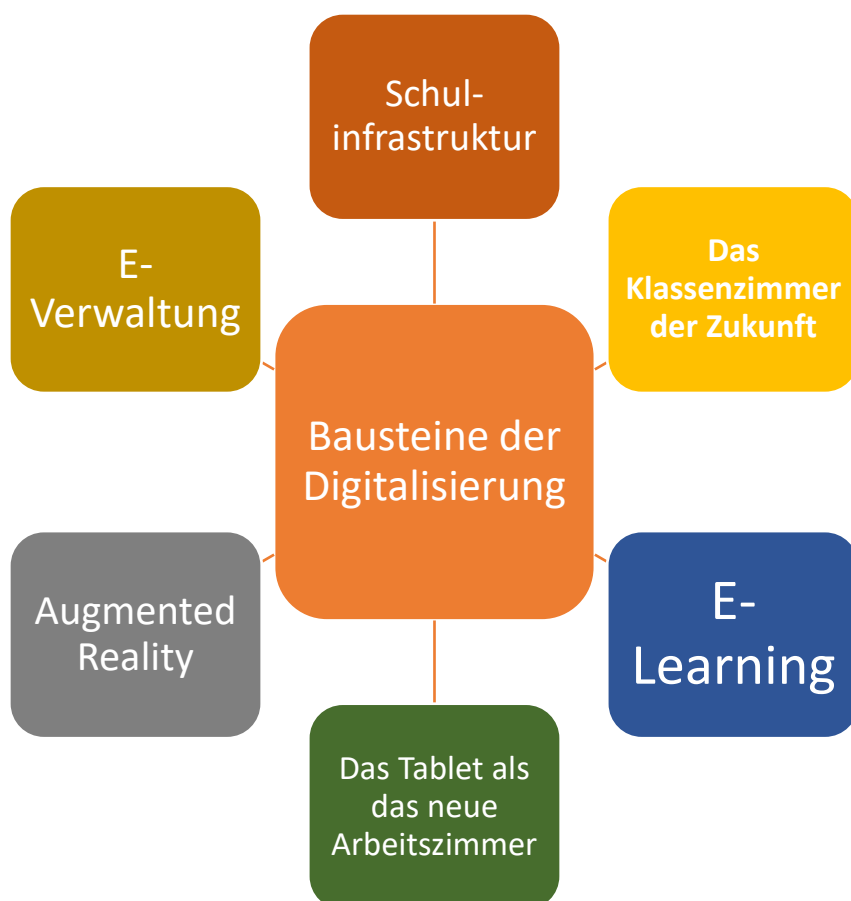 Schul-
infrastruktur
E-
Verwaltung
Das
Klassenzimmer
der Zukunft
Bausteine der
Digitalisierung
Augmented
Reality
E-
Learning
Das Tablet als
das neue
Arbeitszimmer